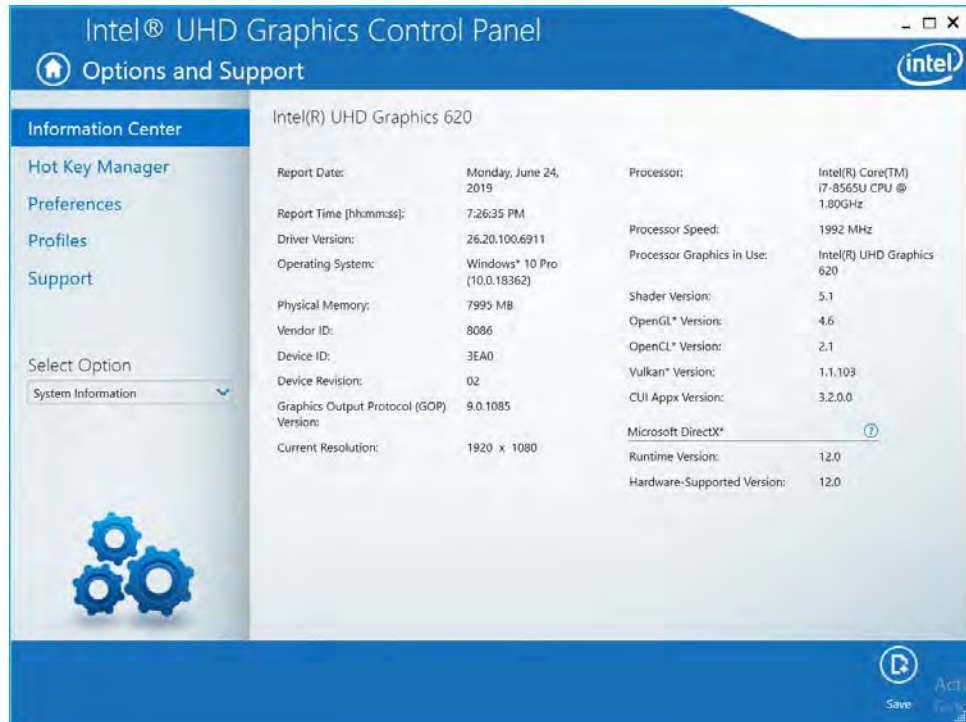 Intel® UHD Graphics Control Panel
Options and Support
intel
Information Center
Hot Key Manager
Preferences
Profiles
Support
Select Option
System Information
Intel(R) UHD Graphics 620
Report Date:
Monday, June 24,
2019
Report Time [hh:mm:ss]:
7:26:35 PM
Driver Version:
26.20.100.6911
Operating System:
Windows* 10 Pro
(10.0.18362)
Physical Memory:
7995 MB
Vendor ID:
8086
Device ID:
3EA0
Device Revision:
02
Graphics Output Protocol (GOP)
Version:
9.0.1085
Current Resolution:
1920 x 1080
Processor:
Intel(R) Core(TM)
i7-8565U CPU @
1.80GHz
Processor Speed:
1992 MHz
Processor Graphics in Use:
Intel(R) UHD Graphics
620
Shader Version:
5.1
OpenGL* Version:
4.6
OpenCL* Version:
2.1
Vulkan* Version:
1.1.103
CUI Appx Version:
3.2.0.0
Microsoft DirectX*
?
Runtime Version:
12.0
Hardware-Supported Version:
12.0
Save
Acti